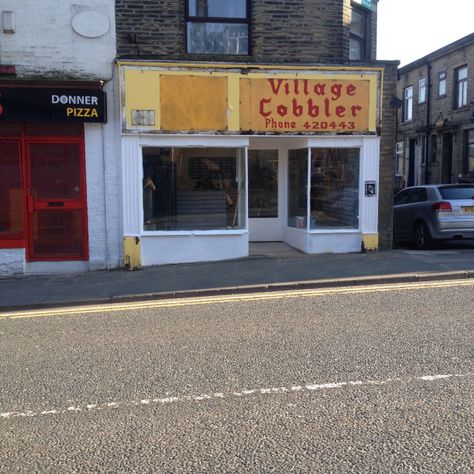 DONNER
PIZZA
Village
Cobbler
Phone 420443